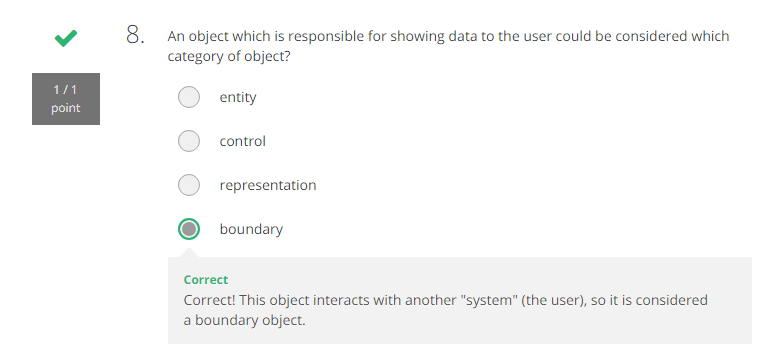 8. An object which is responsible for showing data to the user could be considered which
category of object?
1 / 1
point
entity
control
representation
boundary
Correct
Correct! This object interacts with another "system" (the user), so it is considered
a boundary object.